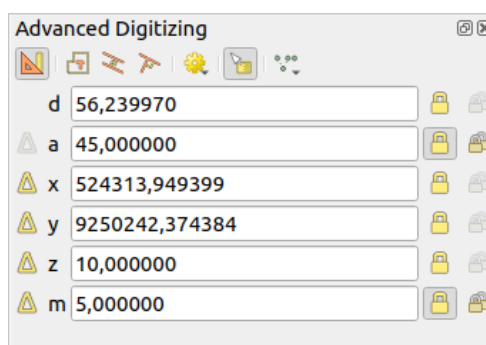 Advanced Digitizing
d 56,239970
a 45,000000
x 524313,949399
y 9250242,374384
z 10,000000
m 5,000000